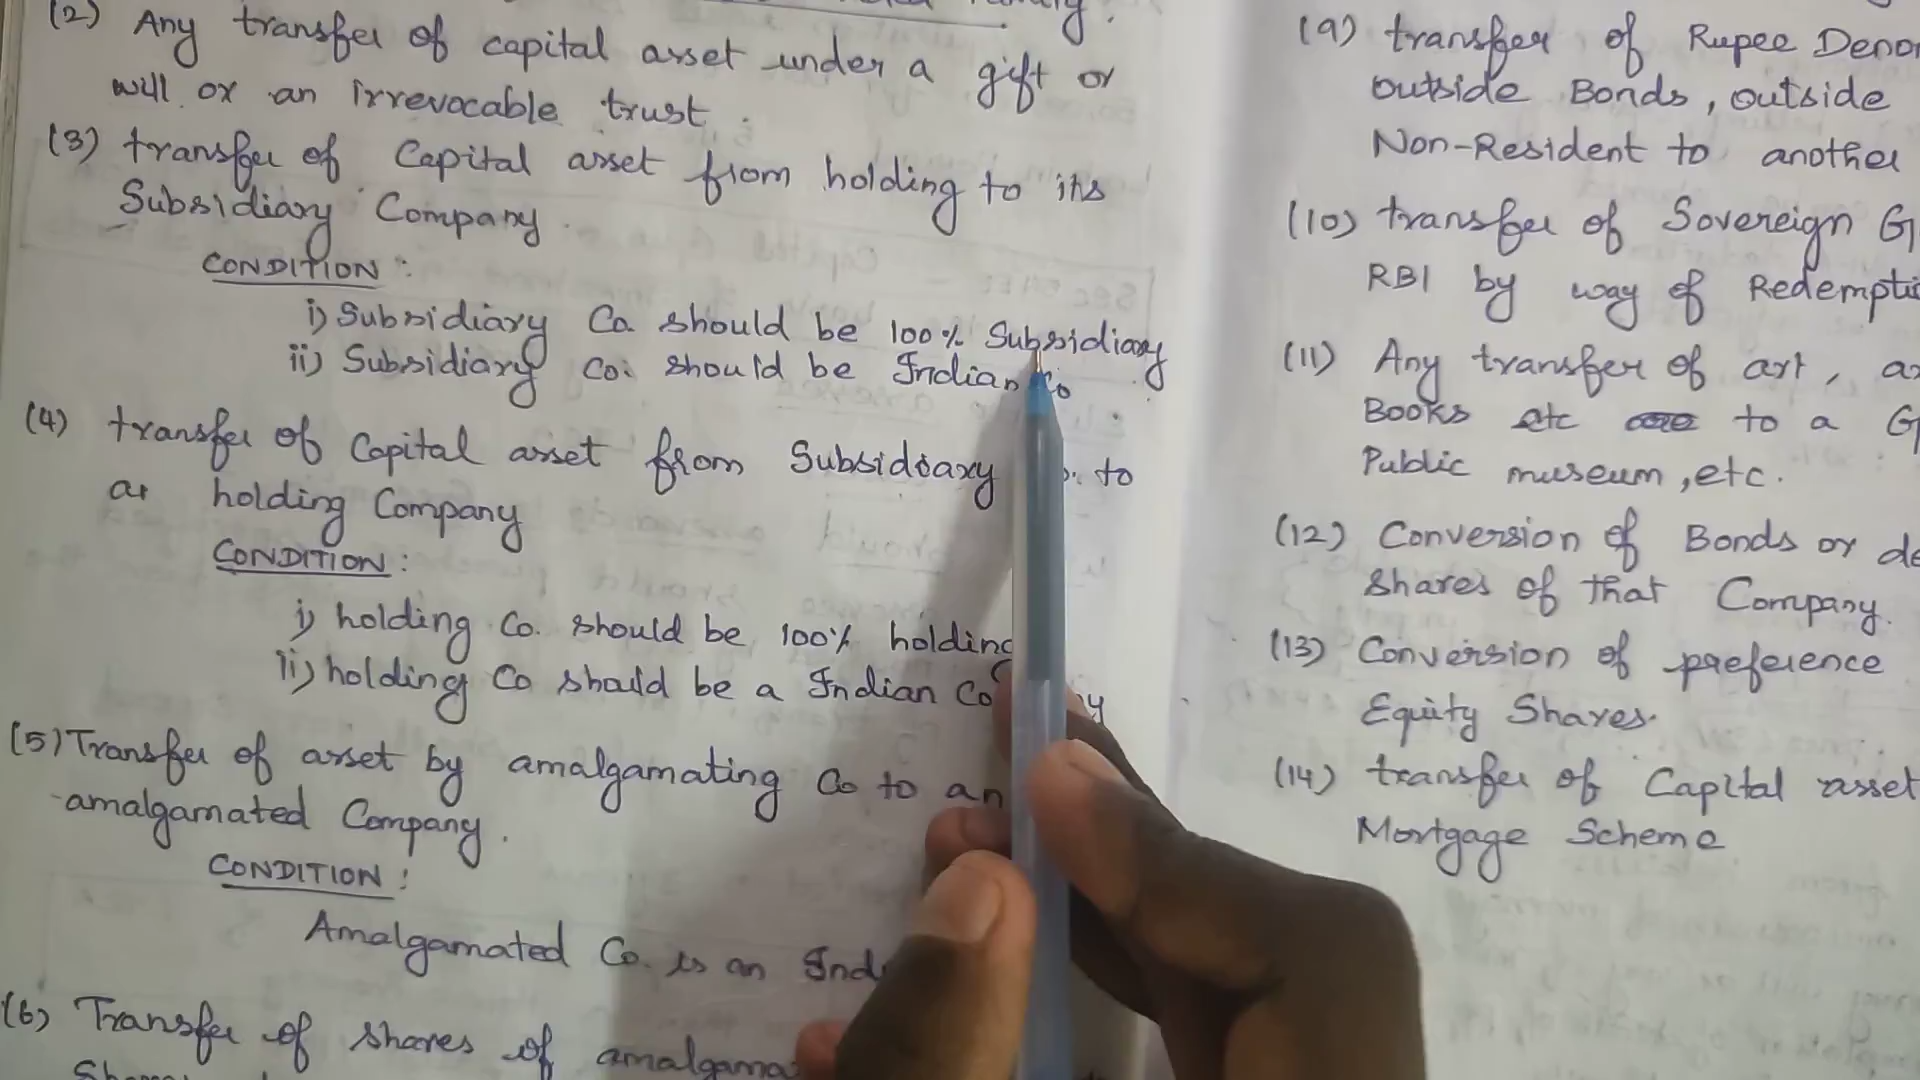 (2) Any transfer of capital asset under a gift or
will or an irrevocable trust.
(3) transfer of Capital asset from holding to its
Subsidiary Company.
CONDITION:
i) Subsidiary Co. should be 100% Subsidiary
ii) Subsidiary Co. should be Indian Co
(4) transfer of Capital asset from Subsidiary to
holding Company
CONDITION:
i) holding Co. should be 100% holding
ii) holding Co should be a Indian Co
(5) Transfer of asset by amalgamating Co to an
amalgamated Company.
CONDITION:
Amalgamated Co. is an Ind
(6) Transfer of shares of amalgama
(9) transfer of Rupee Deno
outside Bonds, outside
Non-Resident to another
(10) transfer of Sovereign G
RBI by way of Redempti
(11) Any transfer of art, a
Books etc to a G
Public museum, etc.
(12) Conversion of Bonds or de
Shares of that Company.
(13) Conversion of preference
Equity Shares.
(14) transfer of Capital asset
Mortgage Scheme